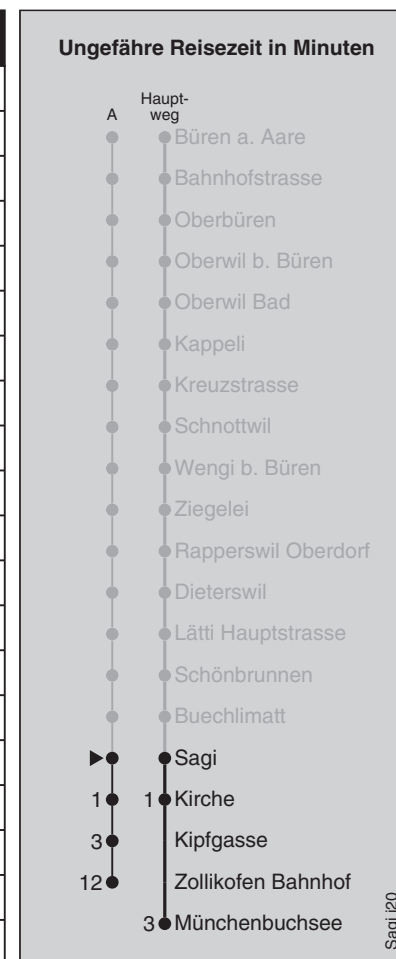 Ungefähre Reisezeit in Minuten
A
Haupt-
weg
Büren a. Aare
Bahnhofstrasse
Oberbüren
Oberwil b. Büren
Oberwil Bad
Kappeli
Kreuzstrasse
Schnottwil
Wengi b. Büren
Ziegelei
Rapperswil Oberdorf
Dieterswil
Lätti Hauptstrasse
Schönbrunnen
Buechlimatt
Sagi
1 1 Kirche
3 Kipfgasse
12 Zollikofen Bahnhof
3 Münchenbuchsee
Sagi i20